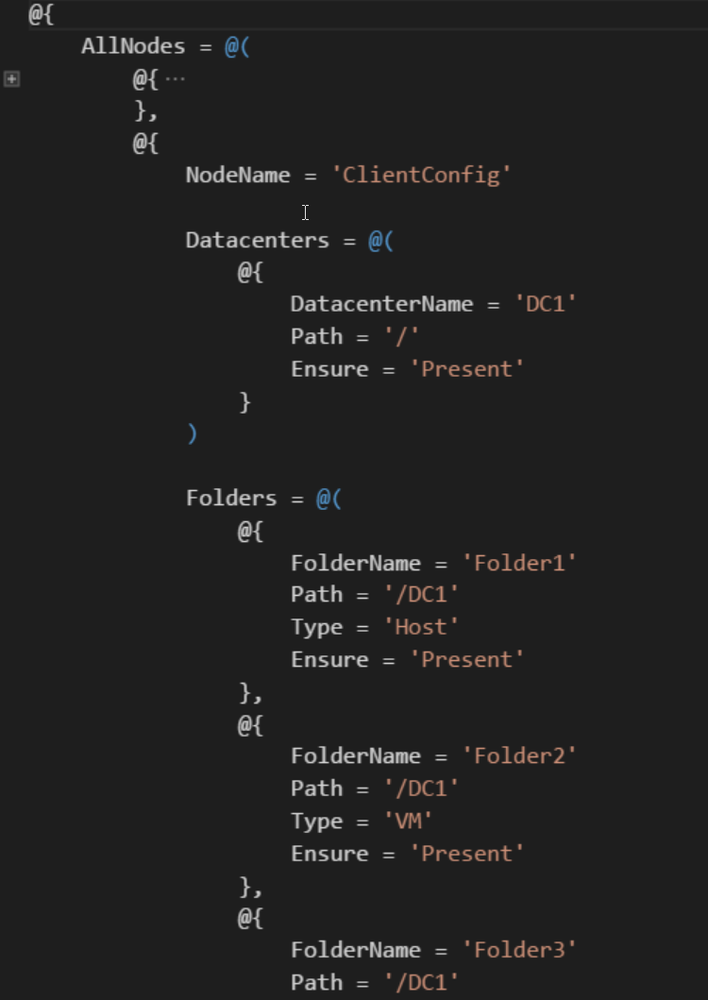 @{
    AllNodes = @(
        @{ ···
        },
        @{
            NodeName = 'ClientConfig'

            Datacenters = @(
                @{
                    DatacenterName = 'DC1'
                    Path = '/'
                    Ensure = 'Present'
                }
            )

            Folders = @(
                @{
                    FolderName = 'Folder1'
                    Path = '/DC1'
                    Type = 'Host'
                    Ensure = 'Present'
                },
                @{
                    FolderName = 'Folder2'
                    Path = '/DC1'
                    Type = 'VM'
                    Ensure = 'Present'
                },
                @{
                    FolderName = 'Folder3'
                    Path = '/DC1'